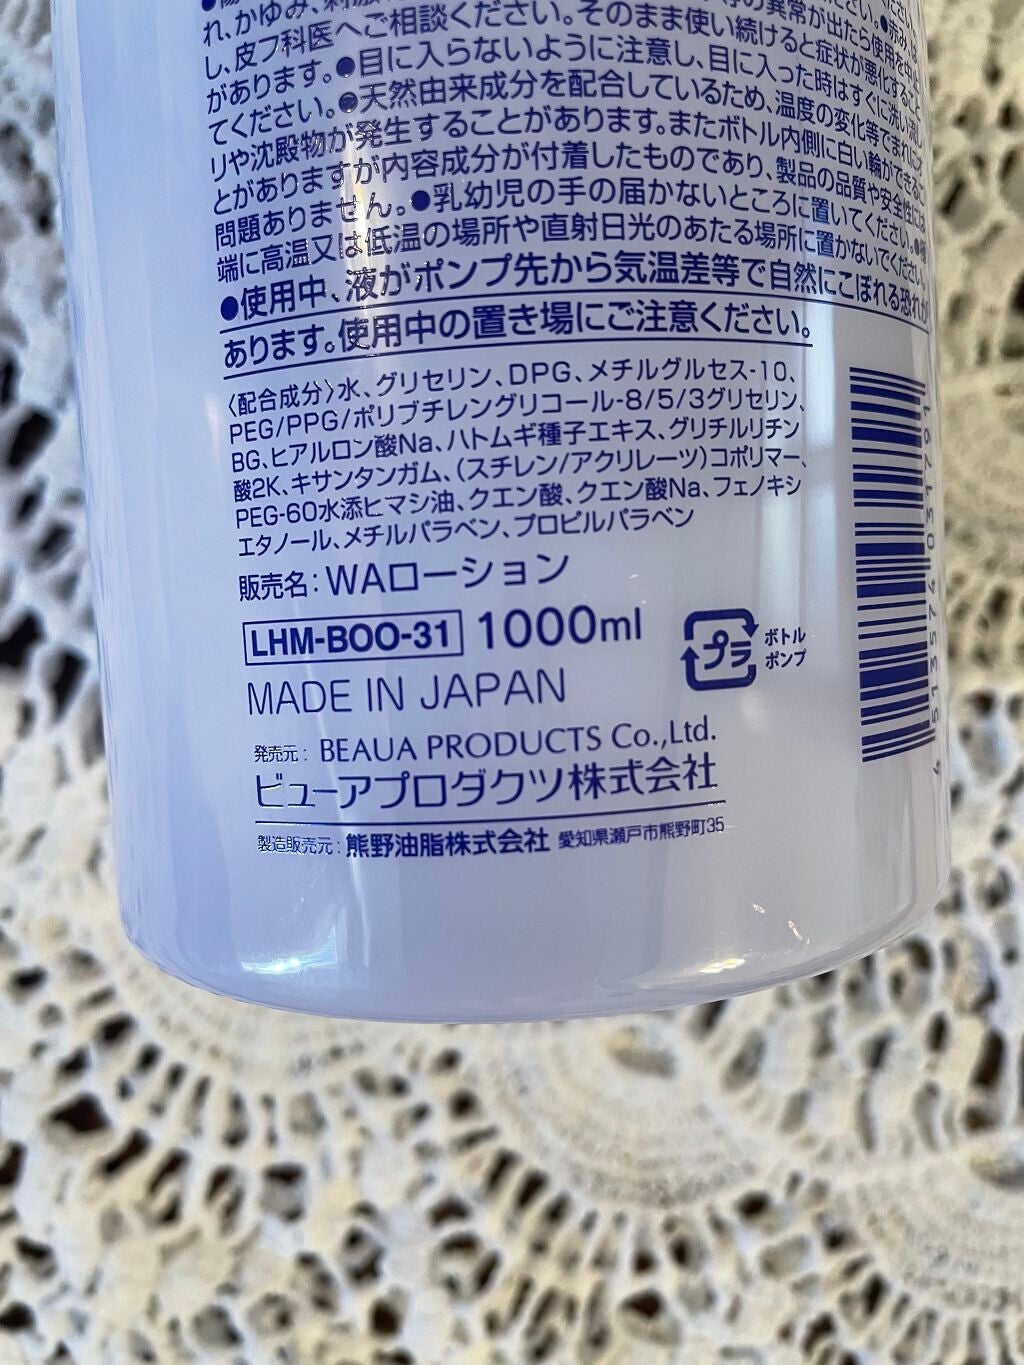 れ、かゆみ、刺激
し、皮フ科医へご相談ください。そのまま使い続けると症状が悪化すること
があります。●目に入らないように注意し、目に入った時はすぐに洗い流し
てください。●天然由来成分を配合しているため、温度の変化等でまれにオ
リや沈殿物が発生することがあります。またボトル内側に白い輪ができるこ
とがありますが内容成分が付着したものであり、製品の品質や安全性には
問題ありません。●乳幼児の手の届かないところに置いてください。●極
端に高温又は低温の場所や直射日光のあたる場所に置かないでください。
●使用中、液がポンプ先から気温差等で自然にこぼれる恐れが
あります。使用中の置き場にご注意ください。
〈配合成分〉水、グリセリン、DPG、メチルグルセス-10、
PEG/PPG/ポリブチレングリコール-8/5/3グリセリン、
BG、ヒアルロン酸Na、ハトムギ種子エキス、グリチルリチン
酸2K、キサンタンガム、(スチレン/アクリレーツ)コポリマー、
PEG-60水添ヒマシ油、クエン酸、クエン酸Na、フェノキシ
エタノール、メチルパラベン、プロピルパラベン
販売名：WAローション
LHM-BOO-31 1000ml
プラ ボトル
ポンプ
MADE IN JAPAN
発売元： BEAUA PRODUCTS Co.,Ltd.
ビューアプロダクツ株式会社
製造販売元：熊野油脂株式会社 愛知県瀬戸市熊野町35